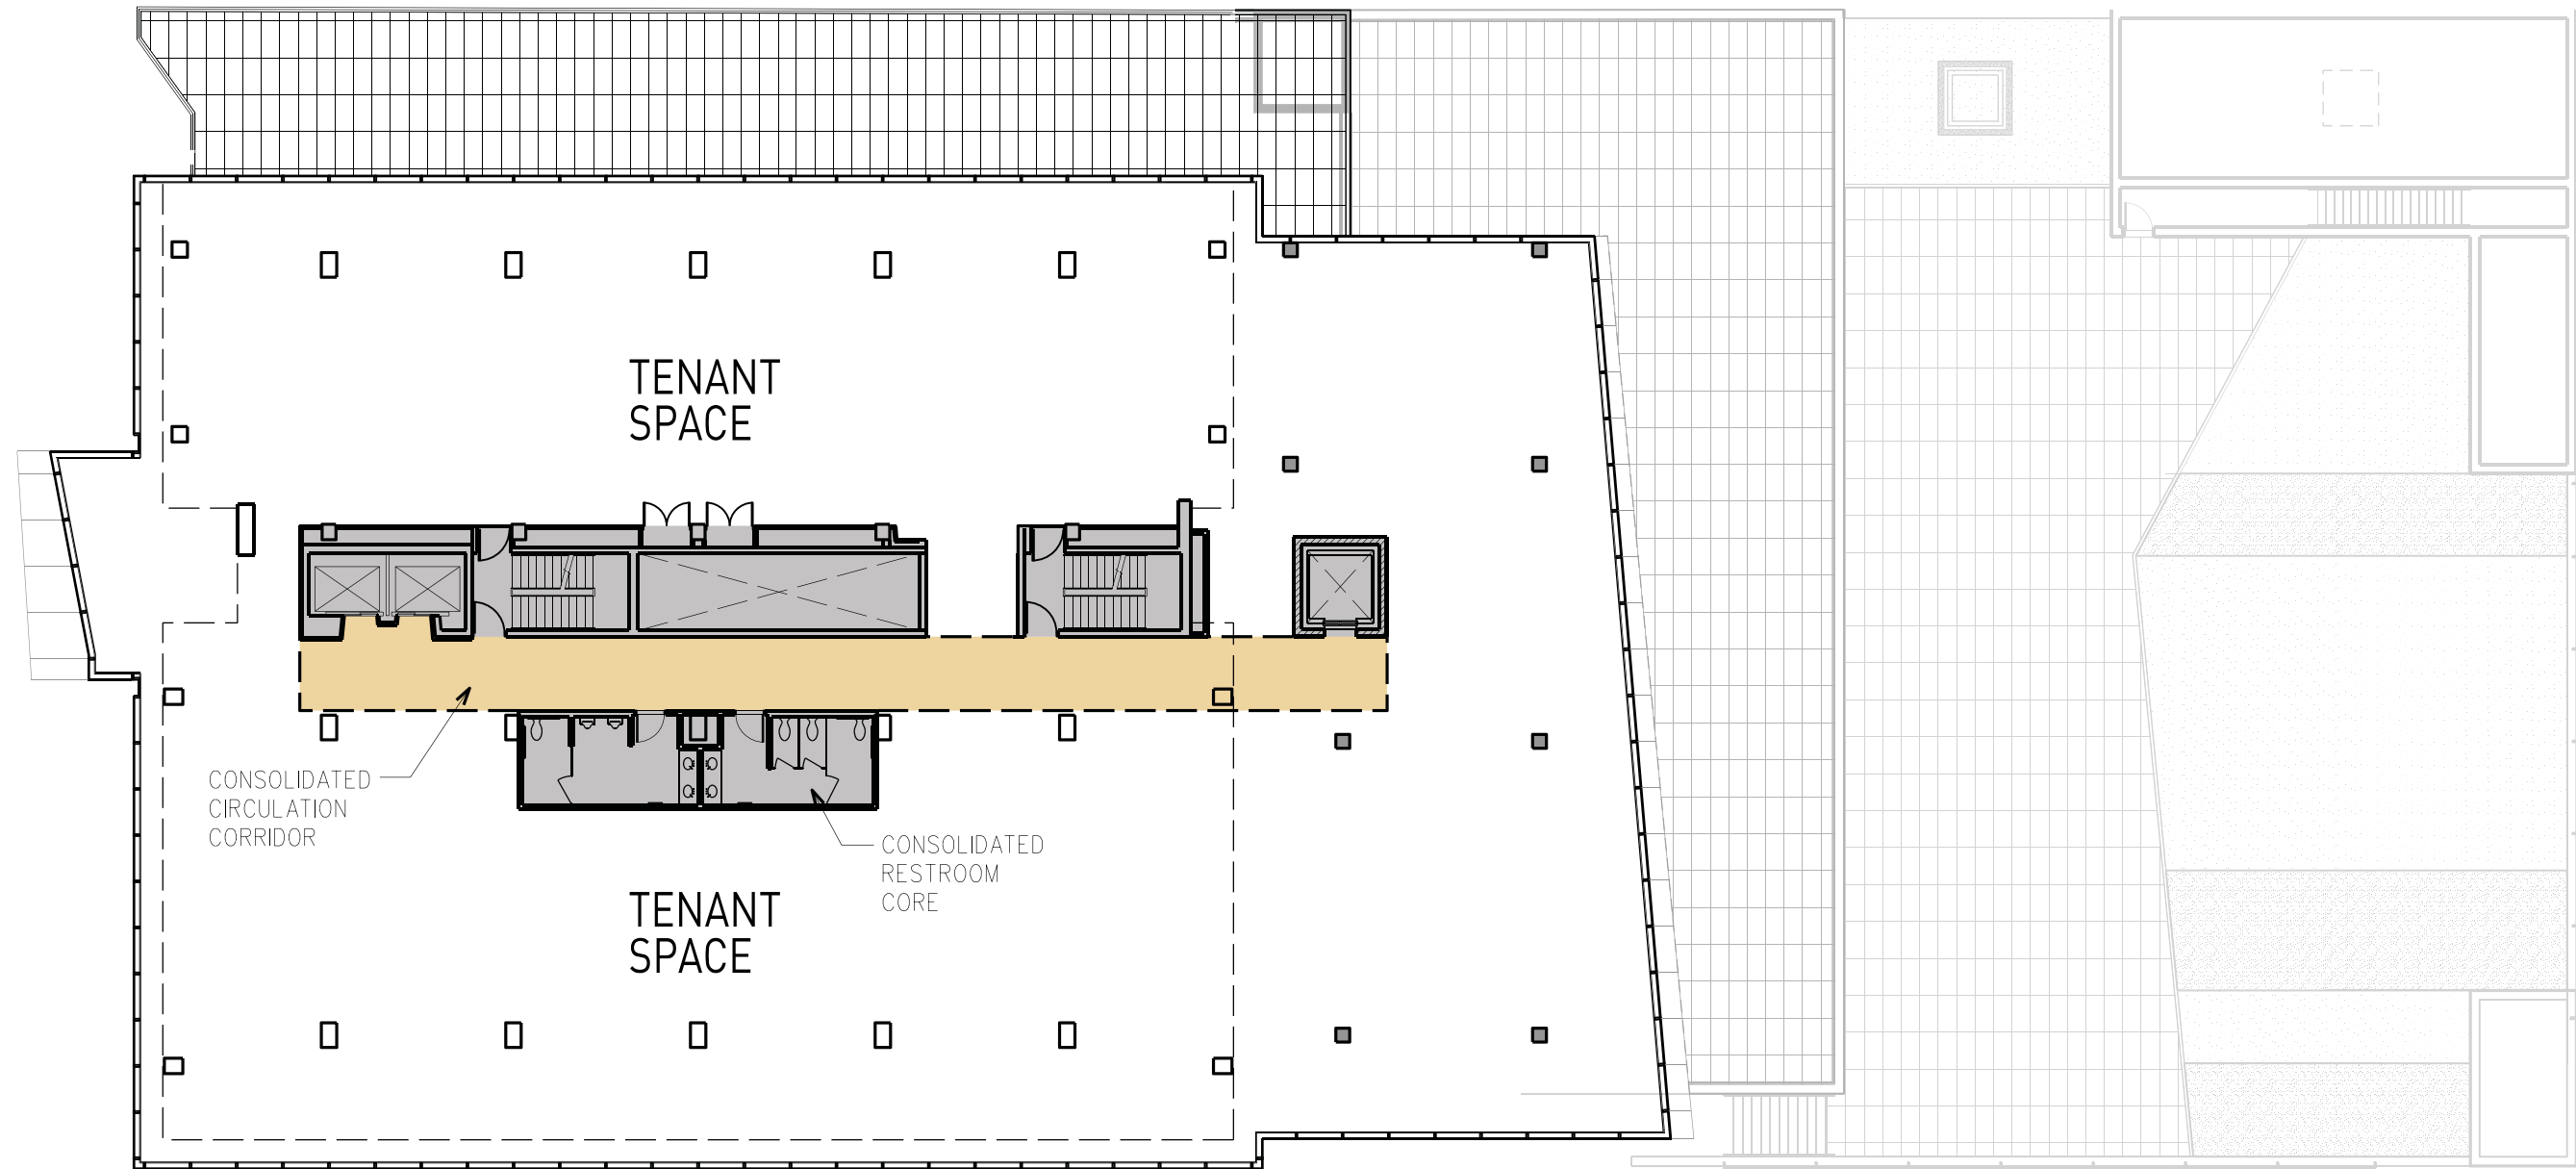 TENANT
SPACE
CONSOLIDATED
CIRCULATION
CORRIDOR
CONSOLIDATED
RESTROOM
CORE
TENANT
SPACE